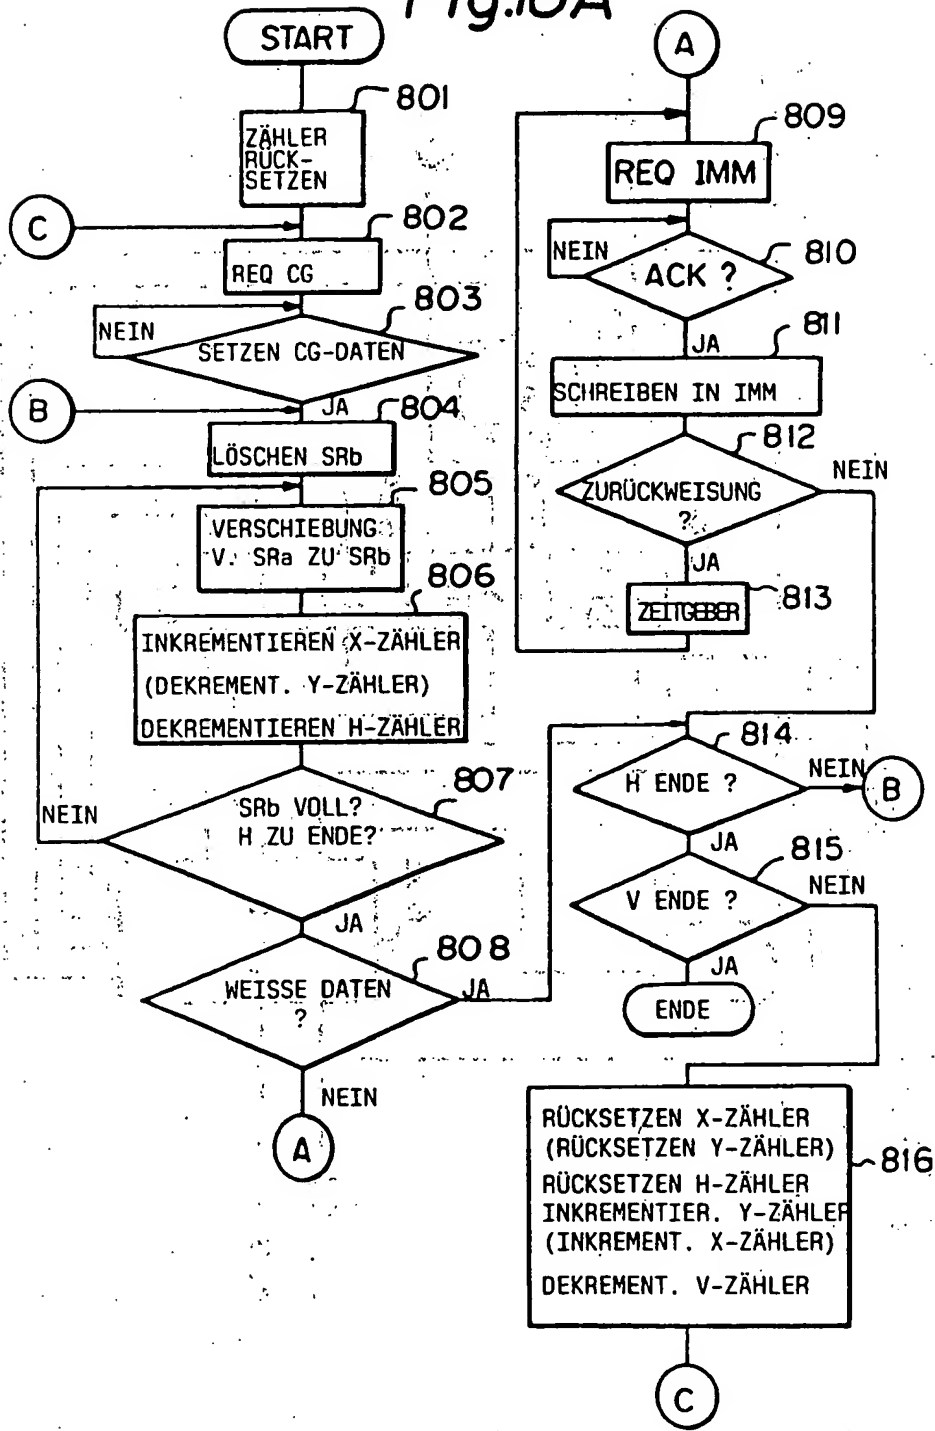 Fig.10A
START
801
ZÄHLER
RÜCK-
SETZEN
C
802
REQ CG
803
NEIN
SETZEN CG-DATEN
B
JA
804
LÖSCHEN SRb
805
VERSCHIEBUNG
V. SRa ZU SRb
806
INKREMENTIEREN X-ZÄHLER
(DEKREMENT. Y-ZÄHLER)
DEKREMENTIEREN H-ZÄHLER
807
NEIN
SRb VOLL?
H ZU ENDE?
JA
808
WEISSE DATEN
?
JA
NEIN
A
A
809
REQ IMM
NEIN
810
ACK ?
JA
811
SCHREIBEN IN IMM
812
NEIN
ZURÜCKWEISUNG
?
JA
813
ZEITGEBER
814
H ENDE ?
NEIN
B
JA
815
V ENDE ?
NEIN
JA
ENDE
RÜCKSETZEN X-ZÄHLER
(RÜCKSETZEN Y-ZÄHLER)
816
RÜCKSETZEN H-ZÄHLER
INKREMENTIER. Y-ZÄHLER
(INKREMENT. X-ZÄHLER)
DEKREMENT. V-ZÄHLER
C